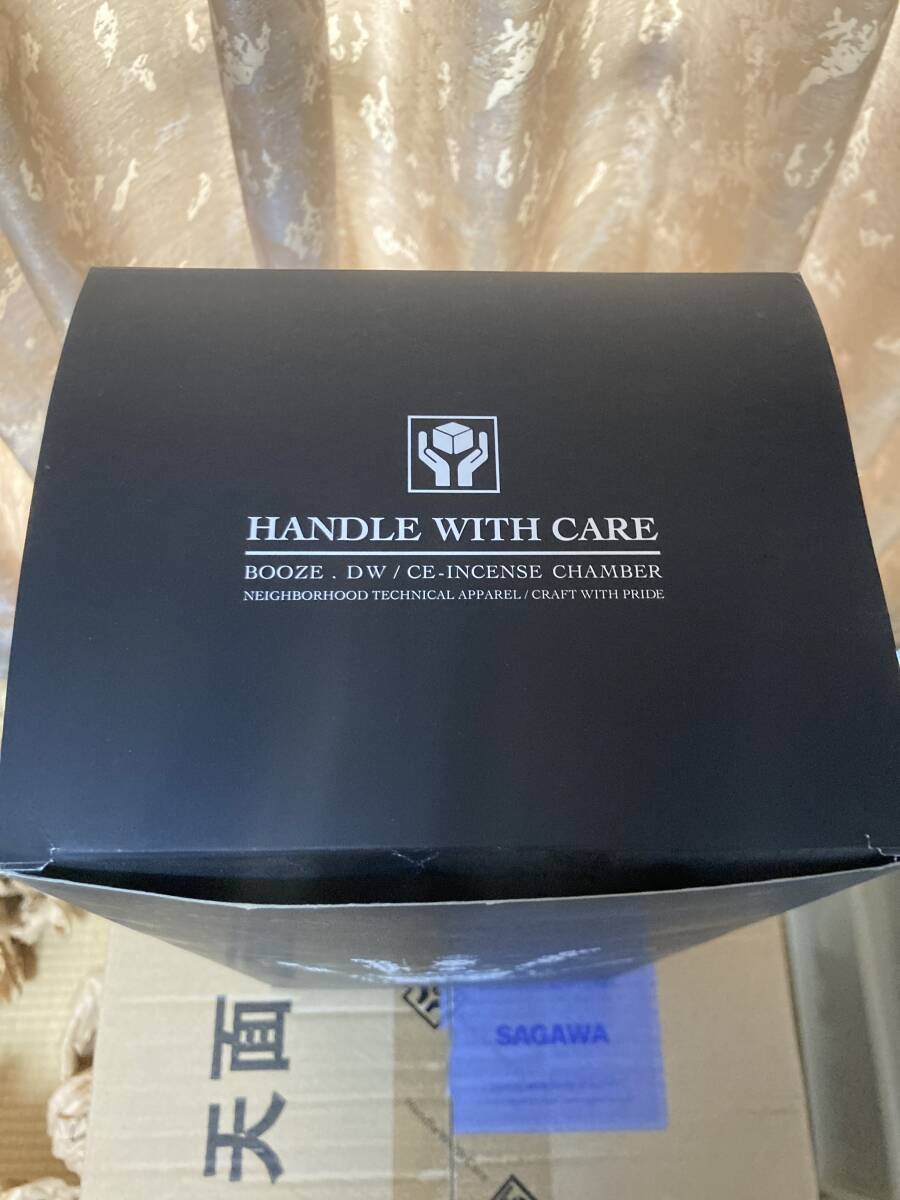 HANDLE WITH CARE
BOOZE . DW / CE-INCENSE CHAMBER
NEIGHBORHOOD TECHNICAL APPAREL / CRAFT WITH PRIDE
天面
SAGAWA